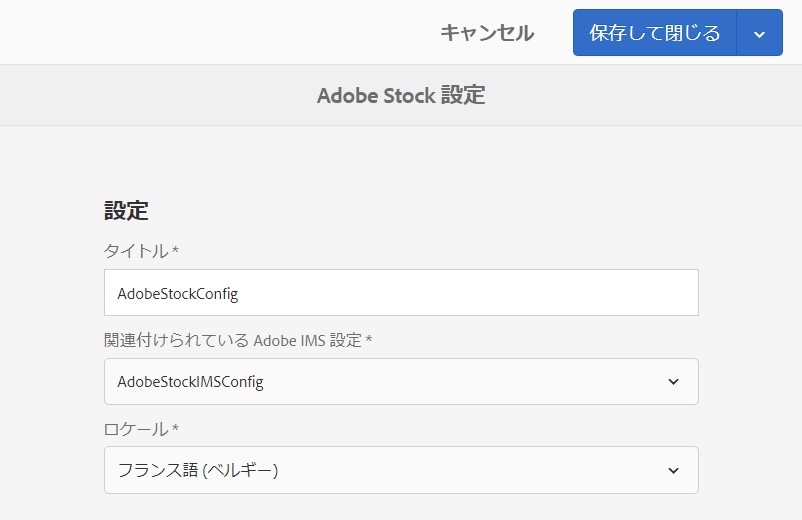 キャンセル
保存して閉じる
Adobe Stock 設定
設定
タイトル *
AdobeStockConfig
関連付けられている Adobe IMS 設定 *
AdobeStockIMSConfig
ロケール *
フランス語 (ベルギー)